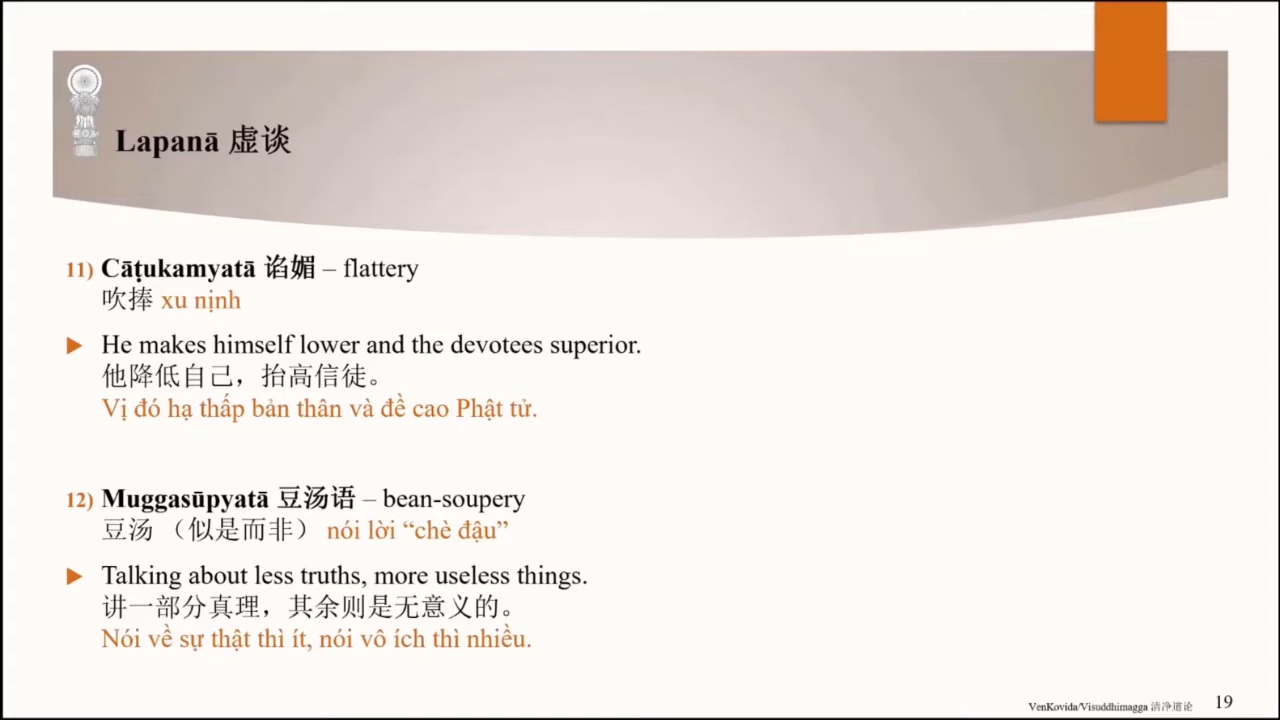 Lapanā 虚谈
11) Cāṭukamyatā 谄媚 – flattery
吹捧 xu nịnh
He makes himself lower and the devotees superior.
他降低自己，抬高信徒。
Vị đó hạ thấp bản thân và đề cao Phật tử.
12) Muggasūpyatā 豆汤语 – bean-soupery
豆汤 （似是而非） nói lời “chè đậu”
Talking about less truths, more useless things.
讲一部分真理，其余则是无意义的。
Nói về sự thật thì ít, nói vô ích thì nhiều.
VenKovida/Visuddhimagga 清净道论 19